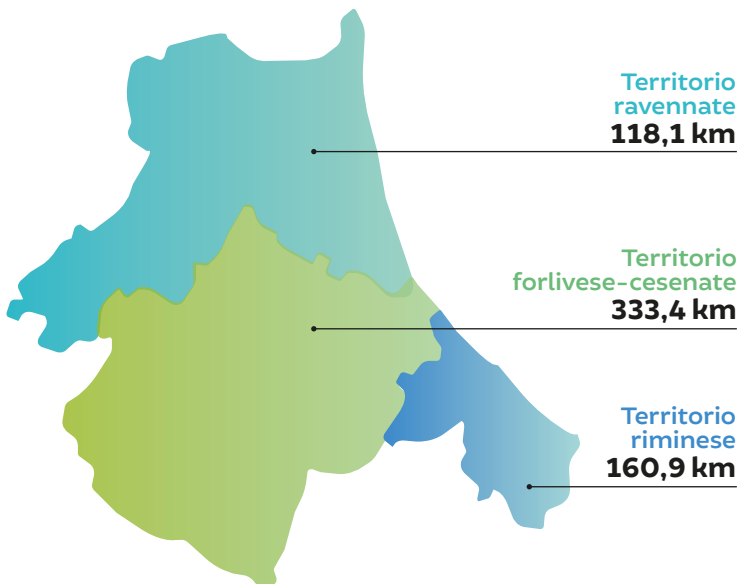 Territorio
ravennate
118,1 km
Territorio
forlivese-cesenate
333,4 km
Territorio
riminese
160,9 km